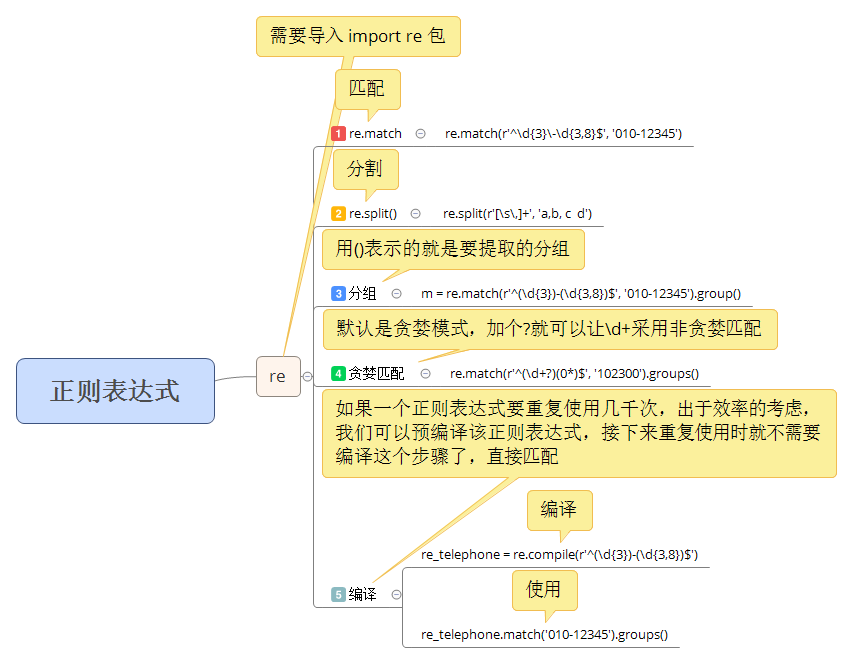 需要导入 import re 包
匹配
1 re.match re.match(r'^\d{3}\-\d{3,8}$', '010-12345')
分割
2 re.split() re.split(r'[\s\,]+', 'a,b, c  d')
用()表示的就是要提取的分组
3 分组 m = re.match(r'^(\d{3})-(\d{3,8})$', '010-12345').group()
默认是贪婪模式，加个?就可以让\d+采用非贪婪匹配
正则表达式
re
4 贪婪匹配 re.match(r'^(\d+?)(0*)$', '102300').groups()
如果一个正则表达式要重复使用几千次，出于效率的考虑，
我们可以预编译该正则表达式，接下来重复使用时就不需要
编译这个步骤了，直接匹配
编译
re_telephone = re.compile(r'^(\d{3})-(\d{3,8})$')
5 编译
使用
re_telephone.match('010-12345').groups()